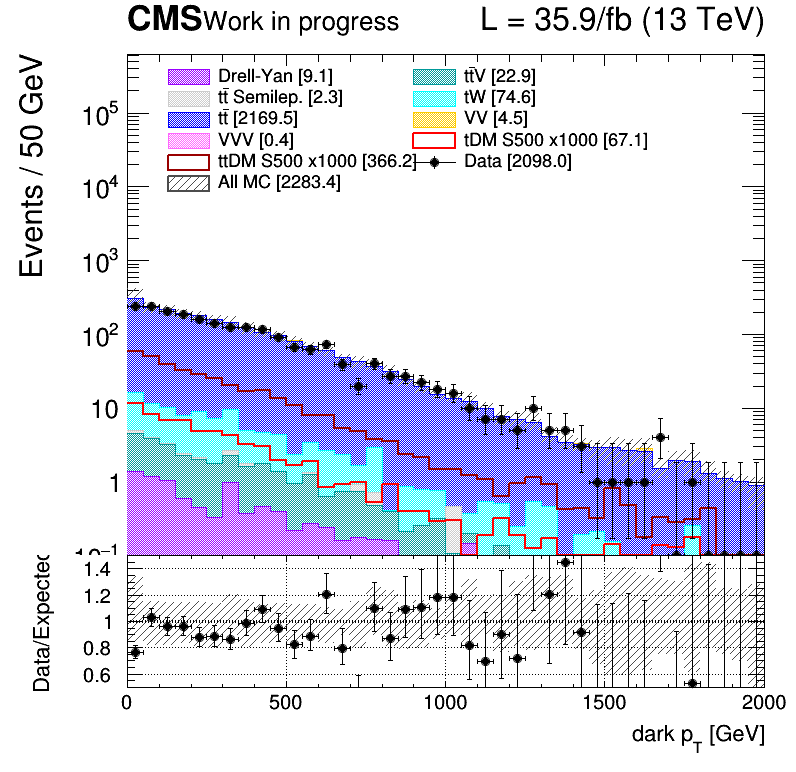 CMS Work in progress L = 35.9/fb (13 TeV)
Events / 50 GeV
Drell-Yan [9.1] tt̄V [22.9]
tt̄ Semilep. [2.3] tW [74.6]
tt̄ [2169.5] VV [4.5]
VVV [0.4] tDM S500 x1000 [67.1]
ttDM S500 x1000 [366.2] Data [2098.0]
All MC [2283.4]
10⁵
10⁴
10³
10²
10
1
10⁻¹
Data/Expected
1.4
1.2
1
0.8
0.6
0 500 1000 1500 2000
dark p_T [GeV]